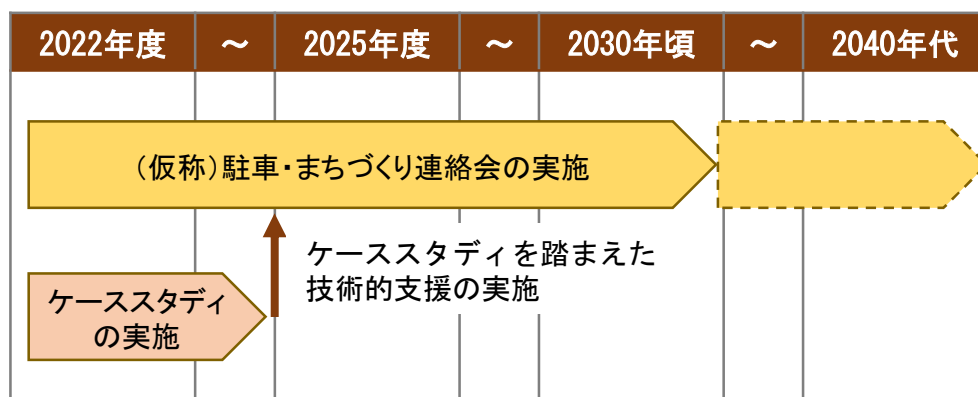 2022年度 ～ 2025年度 ～ 2030年頃 ～ 2040年代
（仮称）駐車・まちづくり連絡会の実施
ケーススタディを踏まえた
技術的支援の実施
ケーススタディ
の実施